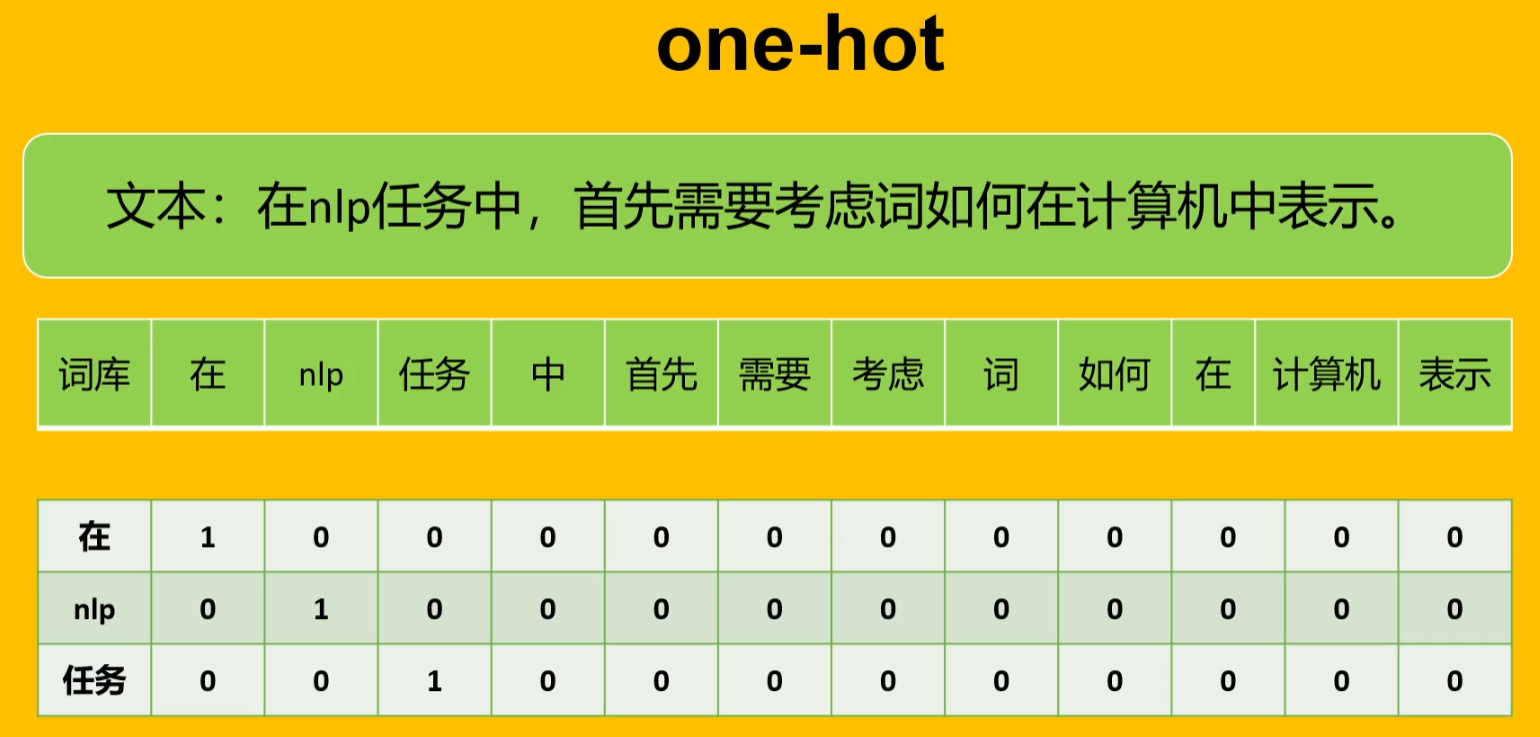 one-hot
文本：在nlp任务中，首先需要考虑词如何在计算机中表示。
词库 在 nlp 任务 中 首先 需要 考虑 词 如何 在 计算机 表示
在 1 0 0 0 0 0 0 0 0 0 0 0
nlp 0 1 0 0 0 0 0 0 0 0 0 0
任务 0 0 1 0 0 0 0 0 0 0 0 0